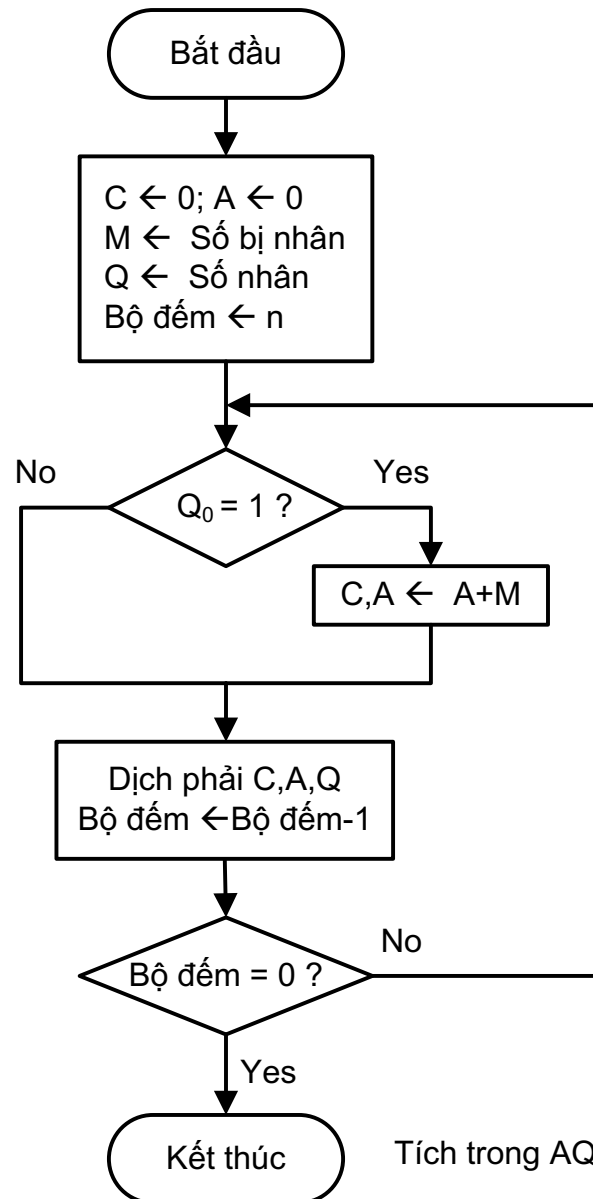 Bắt đầu
C ← 0; A ← 0
M ← Số bị nhân
Q ← Số nhân
Bộ đếm ← n
No
Yes
Q₀ = 1 ?
C,A ← A+M
Dịch phải C,A,Q
Bộ đếm ←Bộ đếm-1
No
Bộ đếm = 0 ?
Yes
Kết thúc
Tích trong AQ